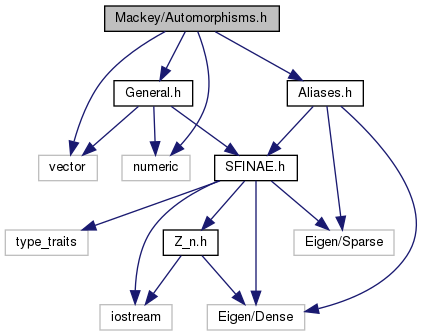 Mackey/Automorphisms.h
General.h
Aliases.h
vector
numeric
SFINAE.h
type_traits
Z_n.h
Eigen/Sparse
iostream
Eigen/Dense